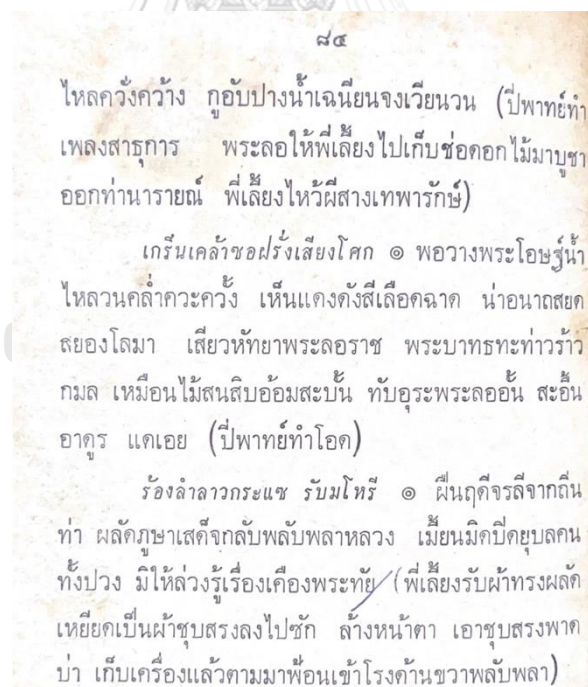 ๘๔
ไหลควั่งคว้าง กูอับปางน้ำเฉนียนจงเวียนวน (ปี่พาทย์ทำ
เพลงสาธุการ พระลอให้พี่เลี้ยงไปเก็บช่อดอกไม้มาบูชา
ออกท่านารายณ์ พี่เลี้ยงไหว้ผีสางเทพารักษ์)
เกริ่นเคล้าซอฝรั่งเสียงโศก ๑ พอวางพระโอษฐ์น้ำ
ไหลวนคล่ำควะควั้ง เห็นแดงดังสีเลือดฉาด น่าอนาถสยด
สยองโลมา เสียวหัทยาพระลอราช พระบาทธทะท่าวร้าว
กมล เหมือนไม้สนสิบอ้อมสะบั้น ทับอุระพระลออั้น สะอื้น
อาดูร แดเอย (ปี่พาทย์ทำโอด)
ร้องลำลาวกระแซ รับมโหรี ๑ ฝืนฤดีจรลีจากถิ่น
ท่า ผลัดภูษาเสด็จกลับพลับพลาหลวง เมี้ยนมิดปิดยุบลคน
ทั้งปวง มิให้ล่วงรู้เรื่องเคืองพระทัย (พี่เลี้ยงรับผ้าทรงผลัด
เหยียดเป็นผ้าชุบสรงลงไปซัก ล้างหน้าตา เอาชุบสรงพาด
บ่า เก็บเครื่องแล้วตามมาฟ้อนเข้าโรงด้านขวาพลับพลา)